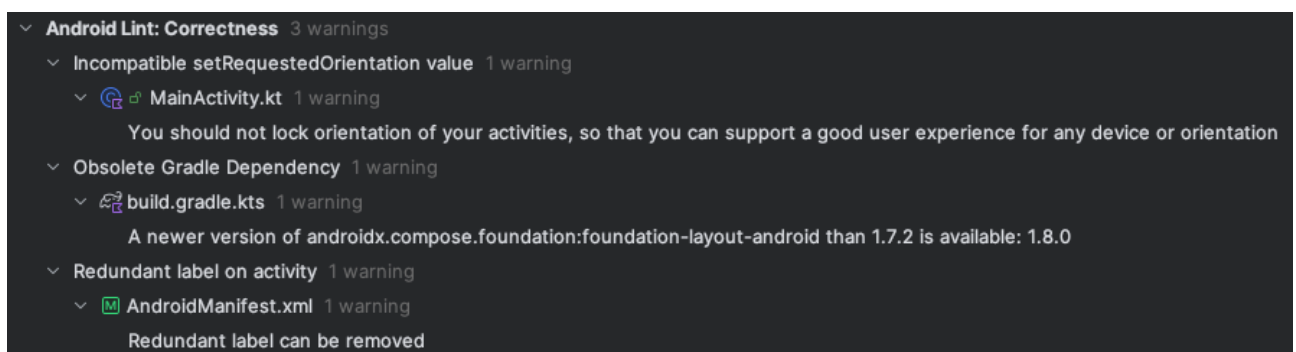 Android Lint: Correctness 3 warnings
Incompatible setRequestedOrientation value 1 warning
MainActivity.kt 1 warning
You should not lock orientation of your activities, so that you can support a good user experience for any device or orientation
Obsolete Gradle Dependency 1 warning
build.gradle.kts 1 warning
A newer version of androidx.compose.foundation:foundation-layout-android than 1.7.2 is available: 1.8.0
Redundant label on activity 1 warning
AndroidManifest.xml 1 warning
Redundant label can be removed